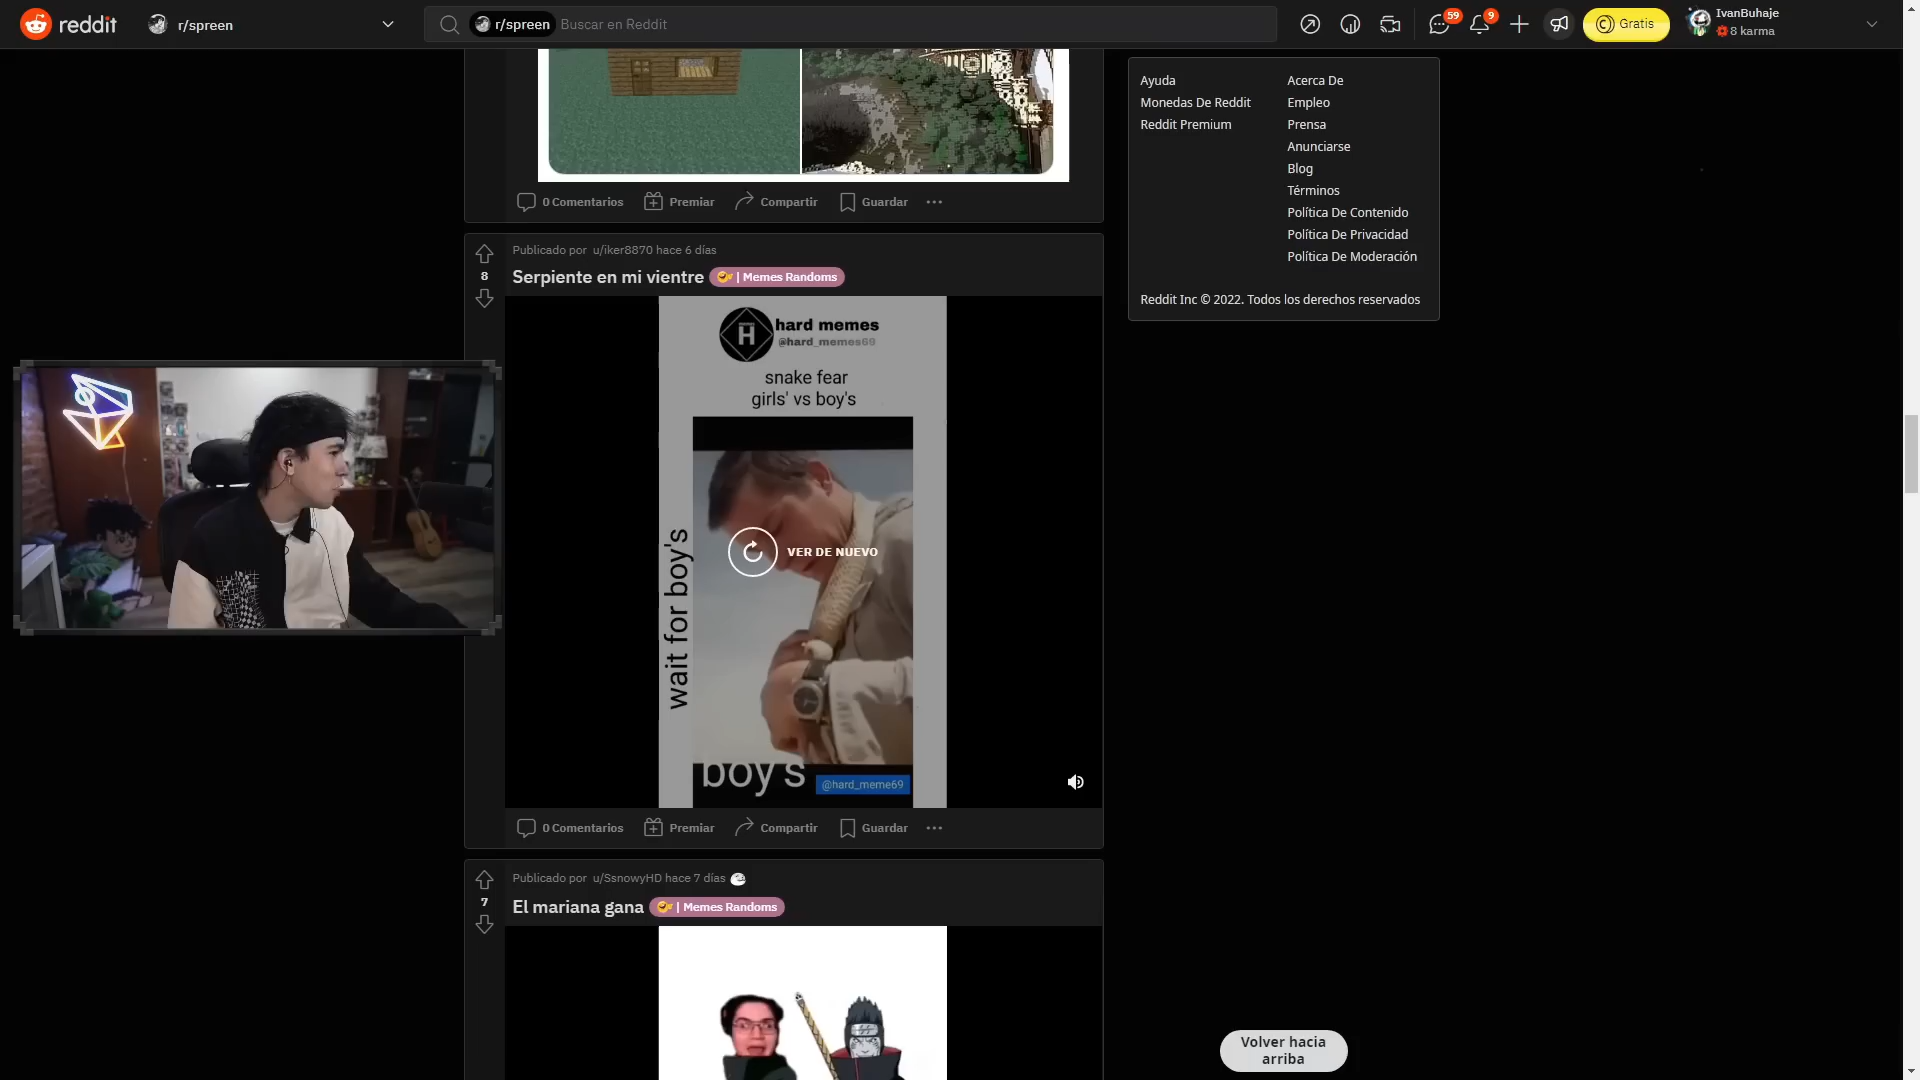 reddit
r/spreen
r/spreen
Buscar en Reddit
59
9
Gratis
IvanBuhaje
8 karma
0 Comentarios
Premiar
Compartir
Guardar
Ayuda
Acerca De
Monedas De Reddit
Empleo
Reddit Premium
Prensa
Anunciarse
Blog
Términos
Política De Contenido
Política De Privacidad
Política De Moderación
Reddit Inc © 2022. Todos los derechos reservados
Publicado por u/iker8870 hace 6 días
8
Serpiente en mi vientre
| Memes Randoms
H
hard memes
@hard_memes69
snake fear
girls' vs boy's
wait for boy's
VER DE NUEVO
boy's
@hard_meme69
0 Comentarios
Premiar
Compartir
Guardar
Publicado por u/SsnowyHD hace 7 días
7
El mariana gana
| Memes Randoms
Volver hacia
arriba